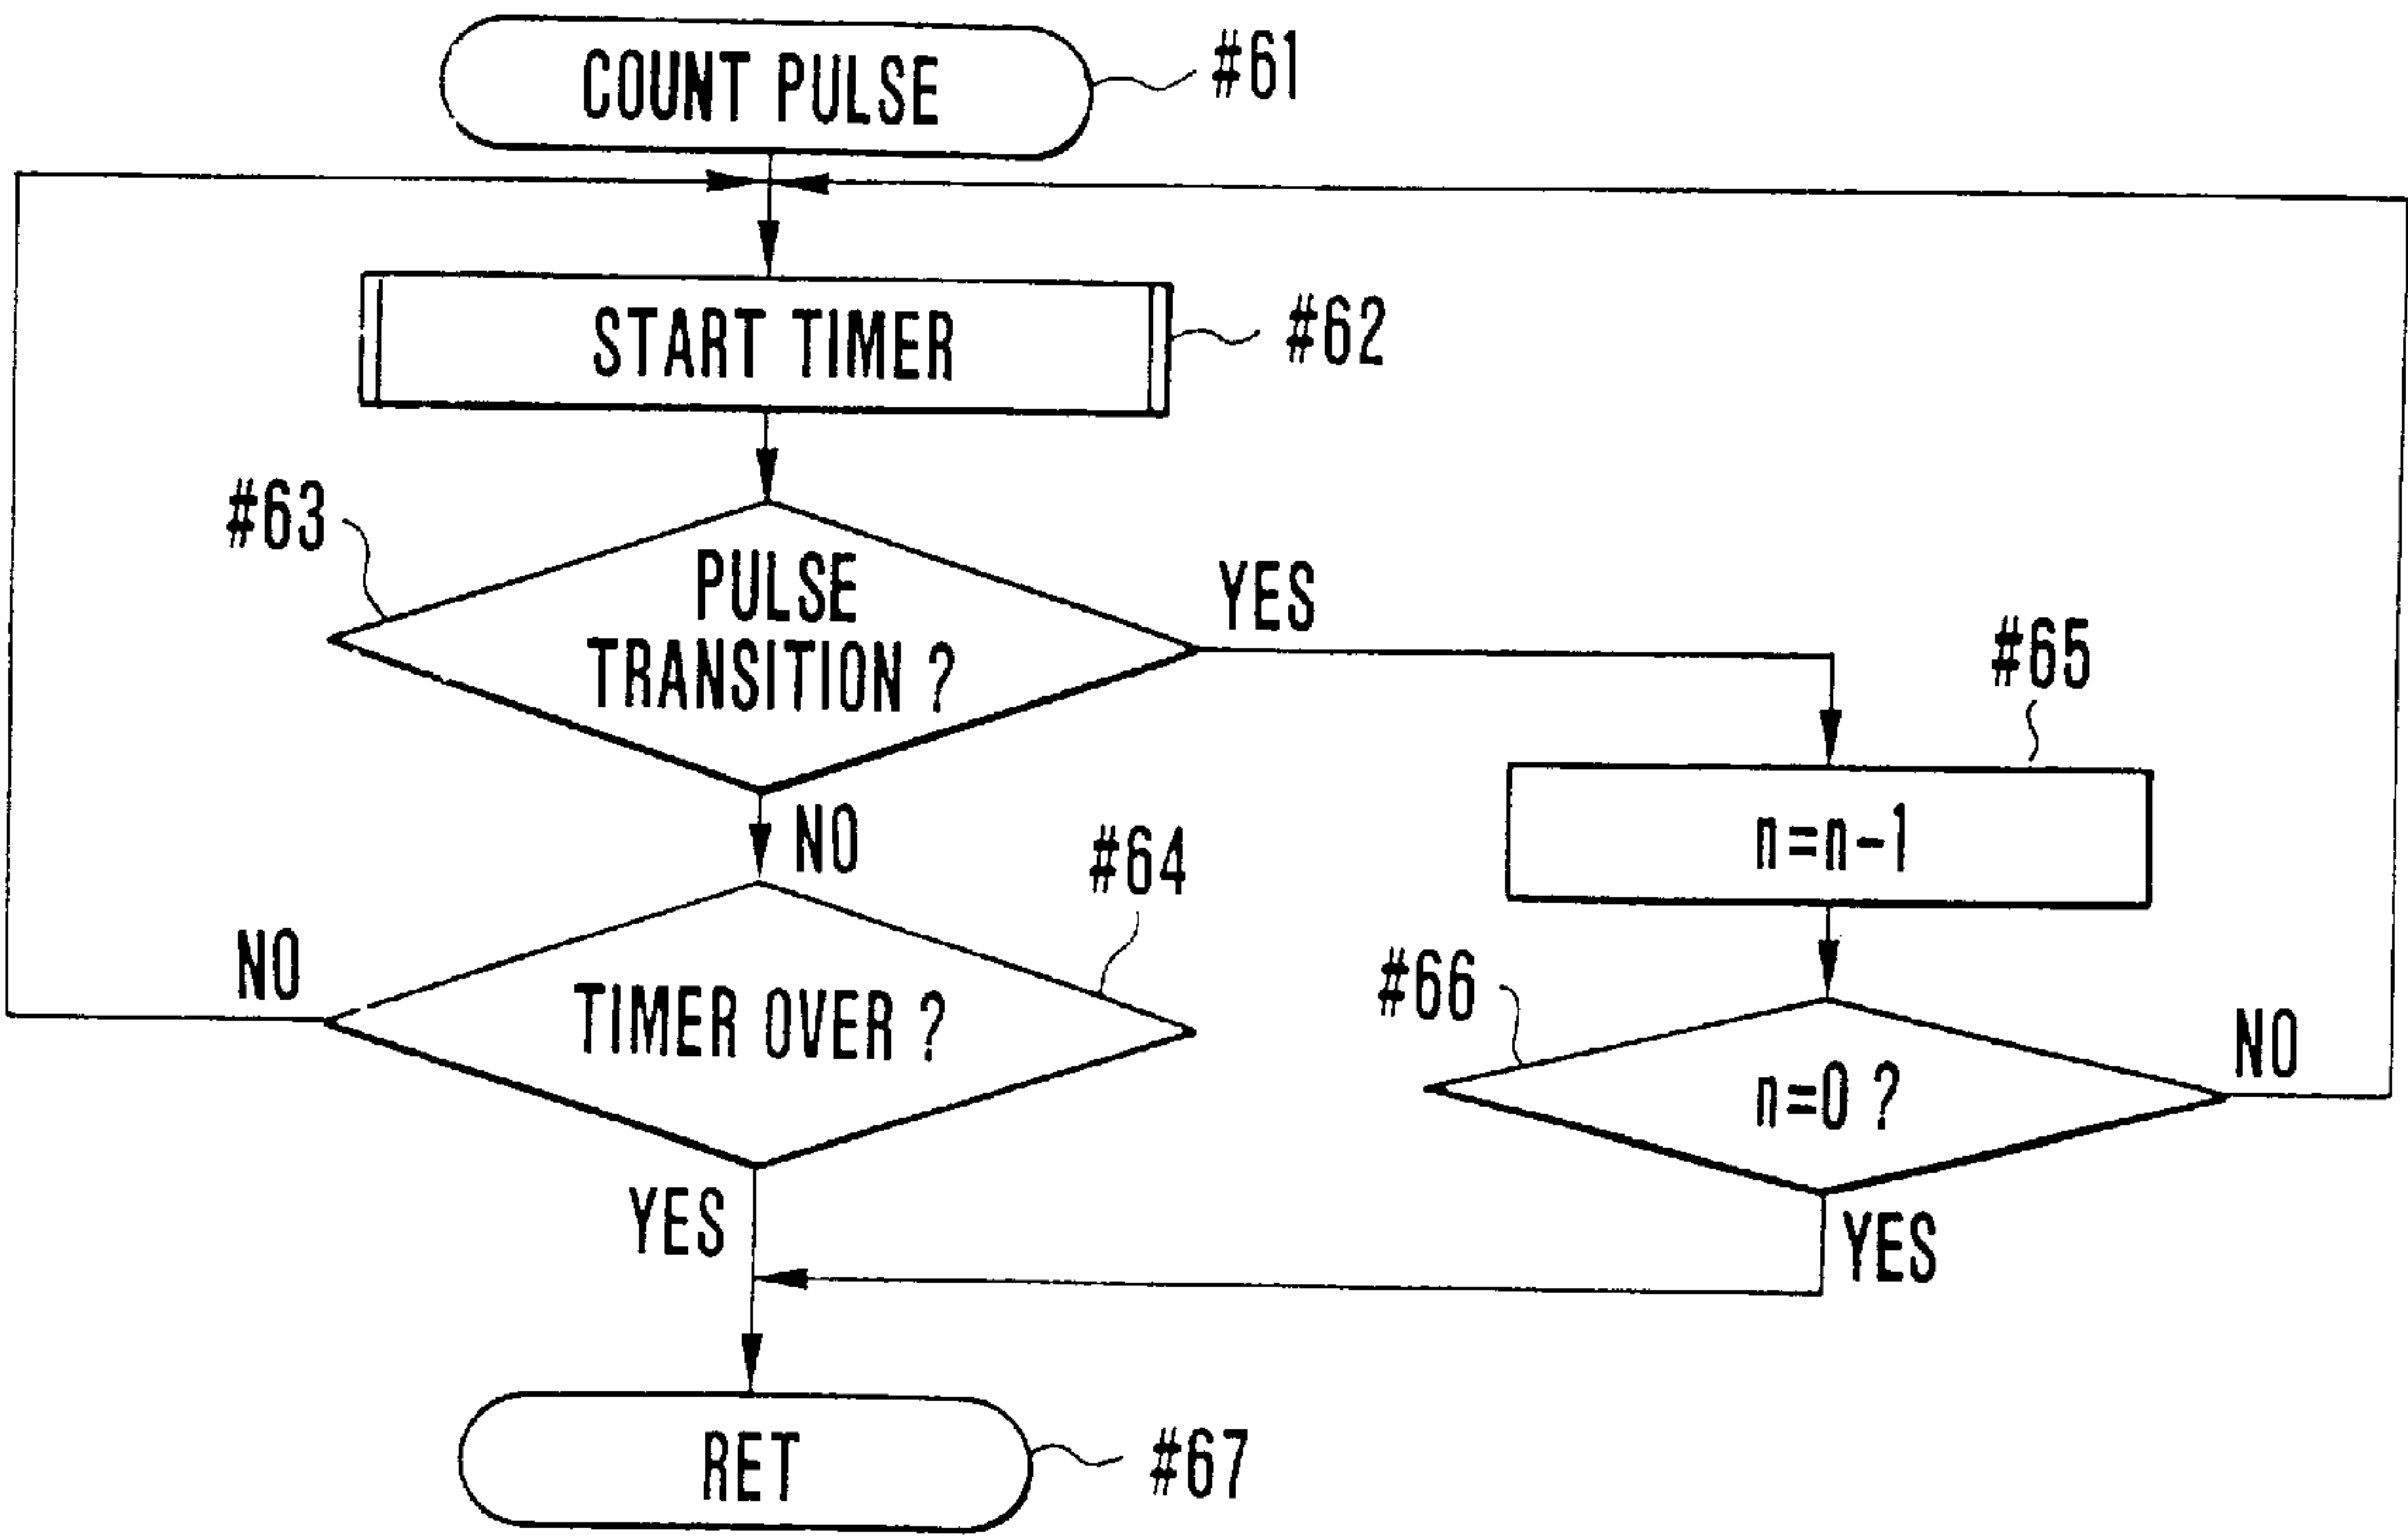 COUNT PULSE
#61
START TIMER
#62
#63
PULSE
TRANSITION ?
YES
#65
NO
n=n-1
#64
#66
NO
TIMER OVER ?
n=0 ?
NO
YES
YES
RET
#67